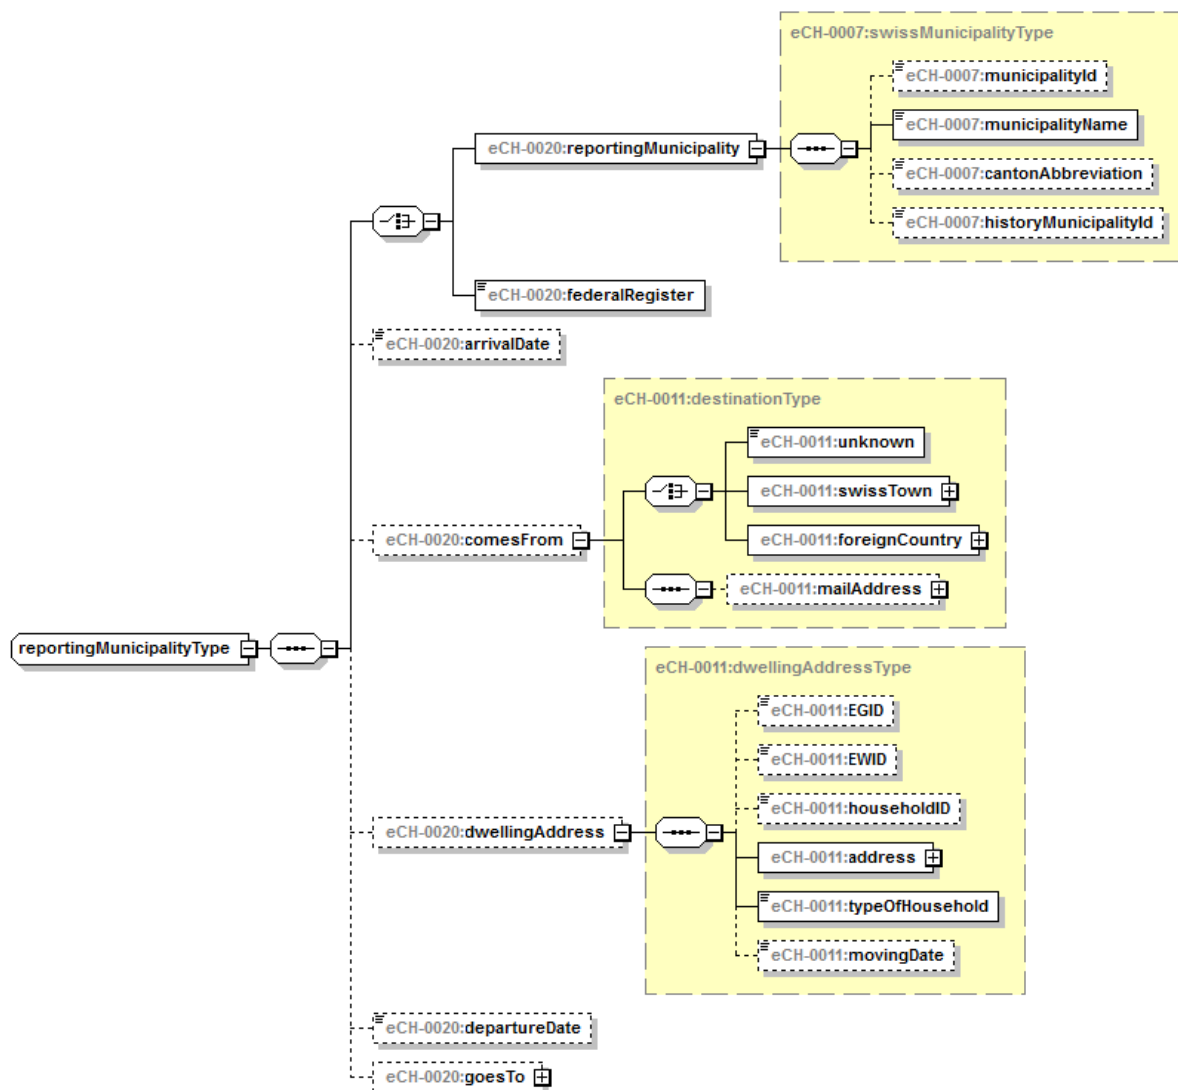 eCH-0007:swissMunicipalityType
eCH-0007:municipalityId
eCH-0007:municipalityName
eCH-0020:reportingMunicipality
eCH-0007:cantonAbbreviation
eCH-0007:historyMunicipalityId
eCH-0020:federalRegister
eCH-0020:arrivalDate
eCH-0011:destinationType
eCH-0011:unknown
eCH-0011:swissTown
eCH-0020:comesFrom
eCH-0011:foreignCountry
eCH-0011:mailAddress
reportingMunicipalityType
eCH-0011:dwellingAddressType
eCH-0011:EGID
eCH-0011:EWID
eCH-0011:householdID
eCH-0020:dwellingAddress
eCH-0011:address
eCH-0011:typeOfHousehold
eCH-0011:movingDate
eCH-0020:departureDate
eCH-0020:goesTo